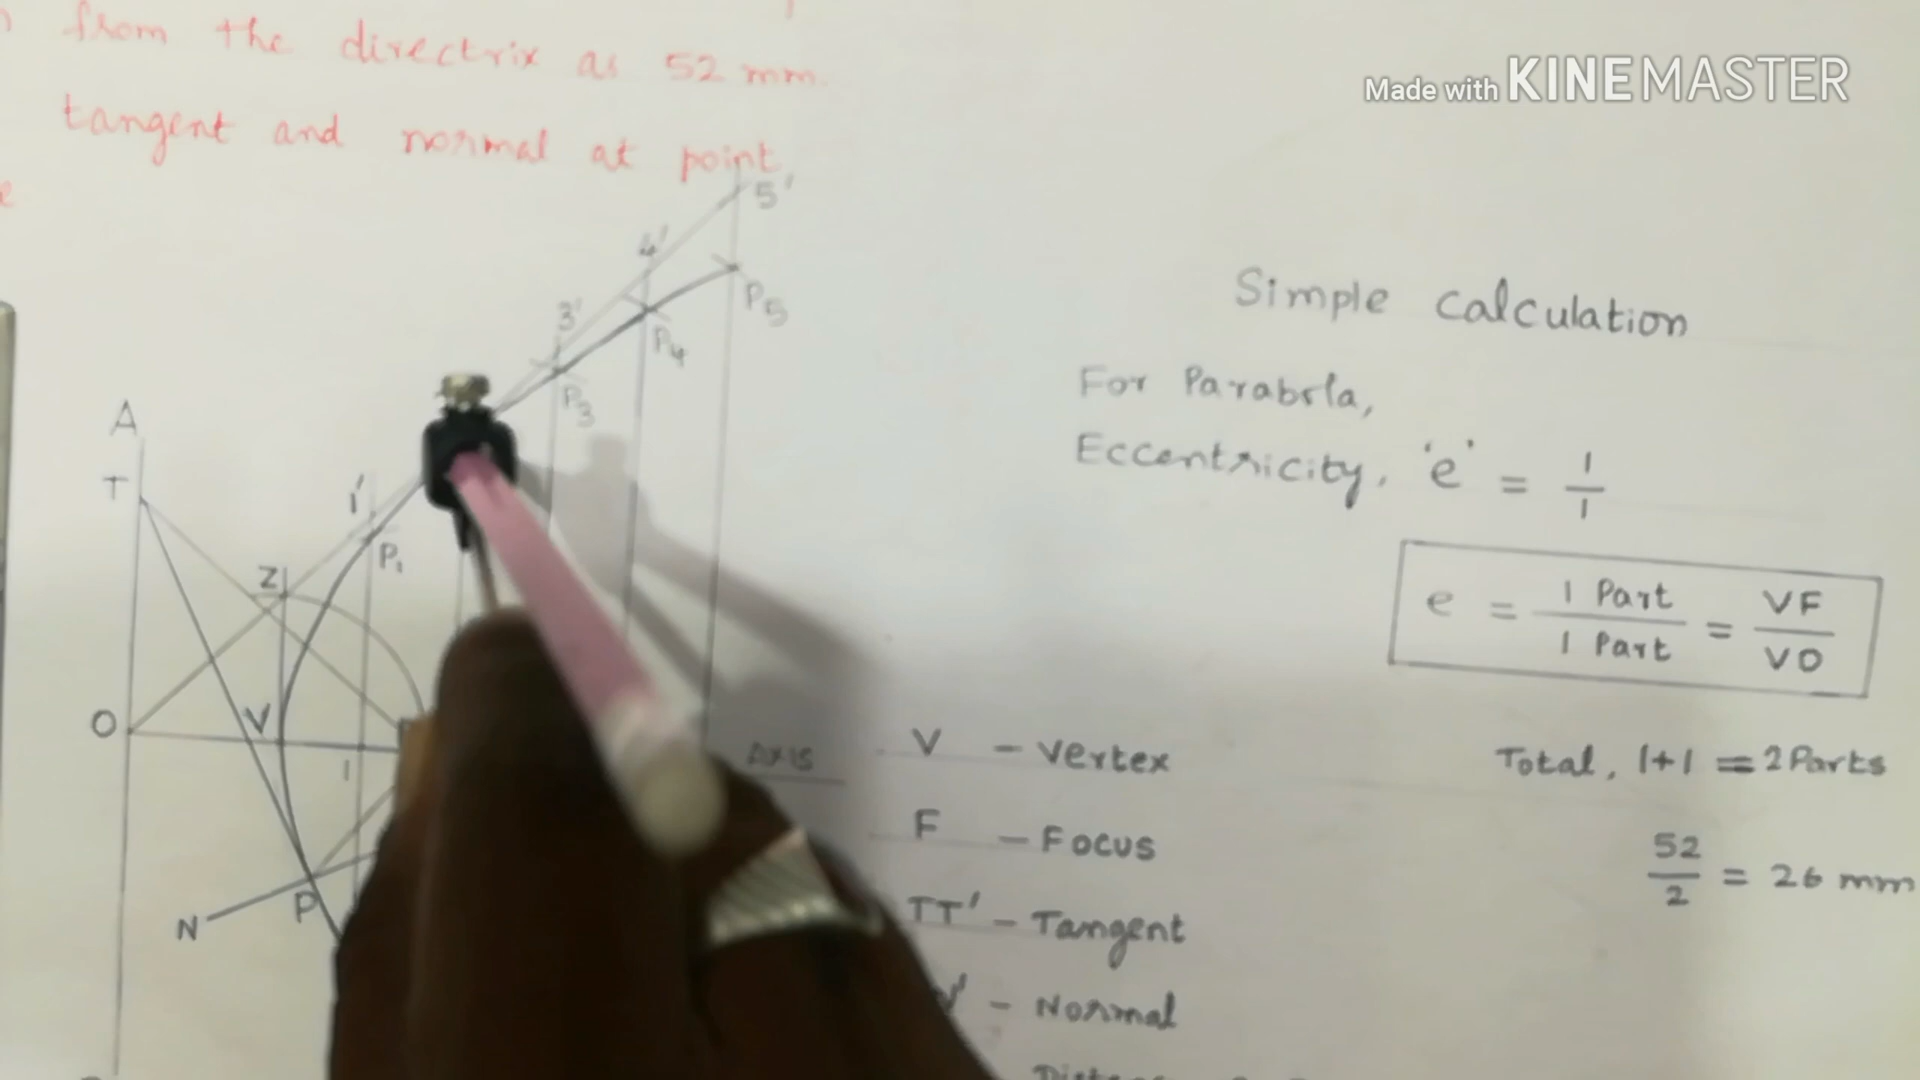 from the directrix as 52 mm.
tangent and normal at point
Made with KINEMASTER
5'
4'
3'
P5
P4
P3
A
T
1'
P1
Z
O
V
1
P
N
Axis
V - Vertex
F - Focus
TT' - Tangent
- Normal
Simple Calculation
For Parabola,
Eccentricity, 'e' = 1/1
e = 1 Part / 1 Part = VF / VO
Total, 1+1 = 2 Parts
52/2 = 26 mm